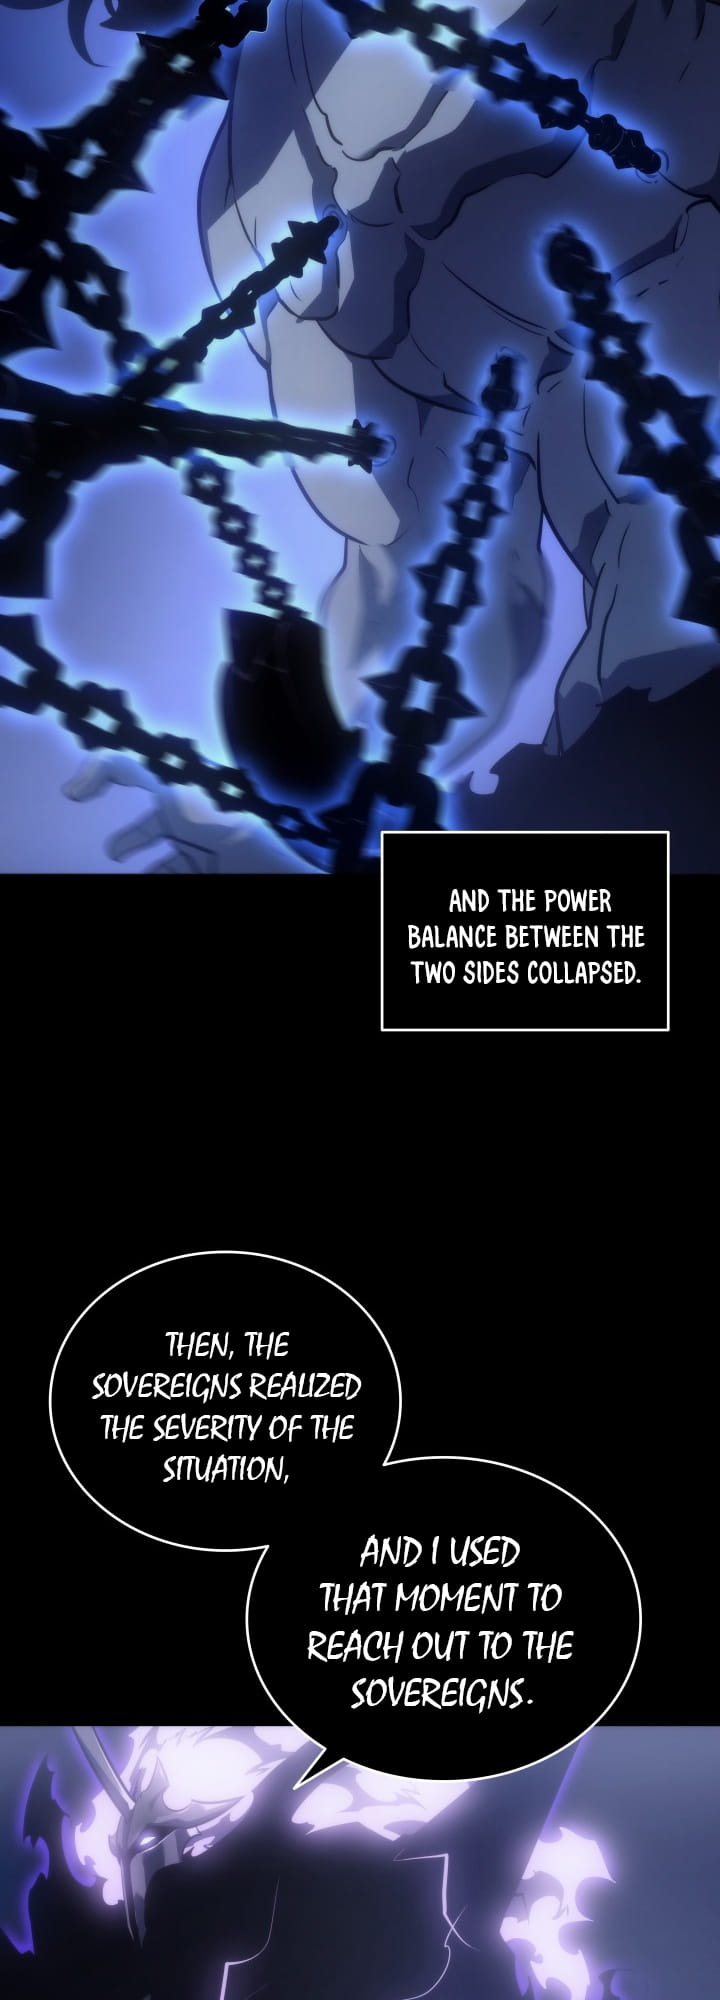 AND THE POWER
BALANCE BETWEEN THE
TWO SIDES COLLAPSED.
THEN, THE
SOVEREIGNS REALIZED
THE SEVERITY OF THE
SITUATION,
AND I USED
THAT MOMENT TO
REACH OUT TO THE
SOVEREIGNS.